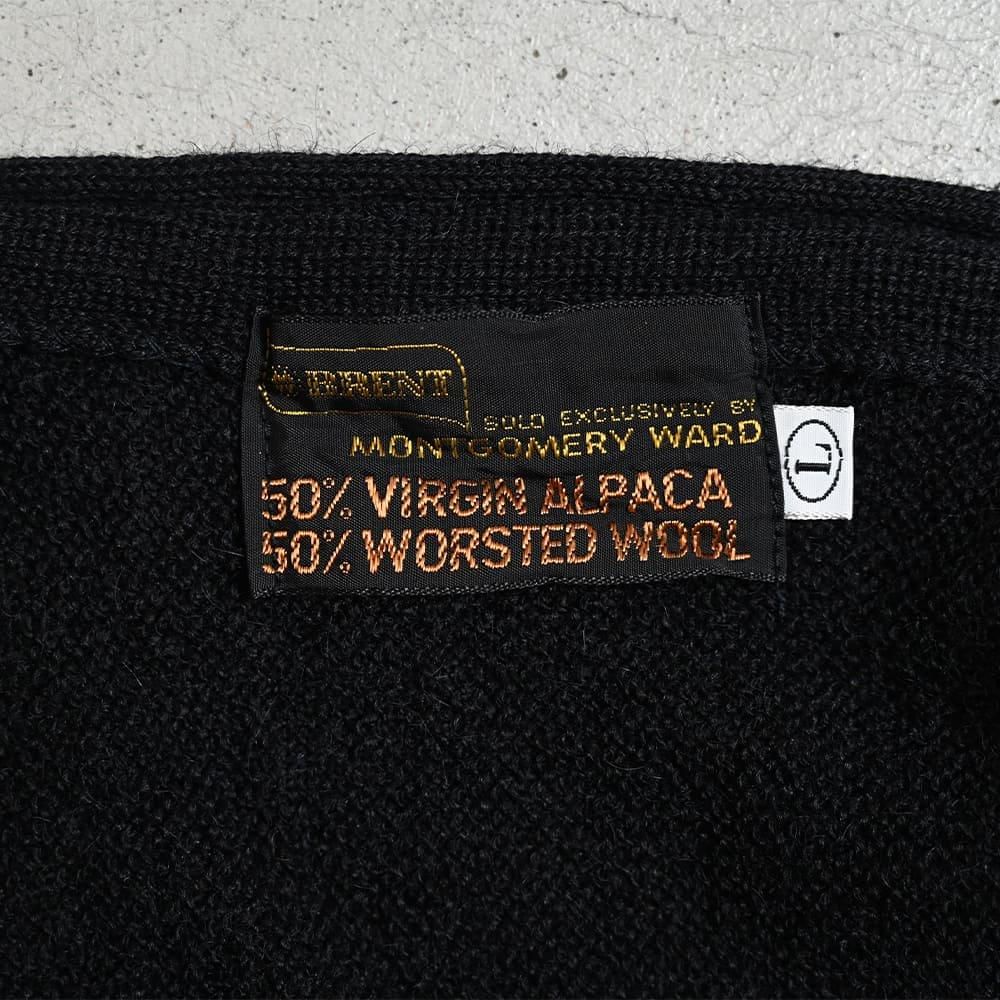 BRENT
SOLD EXCLUSIVELY BY
MONTGOMERY WARD
50% VIRGIN ALPACA
50% WORSTED WOOL
L